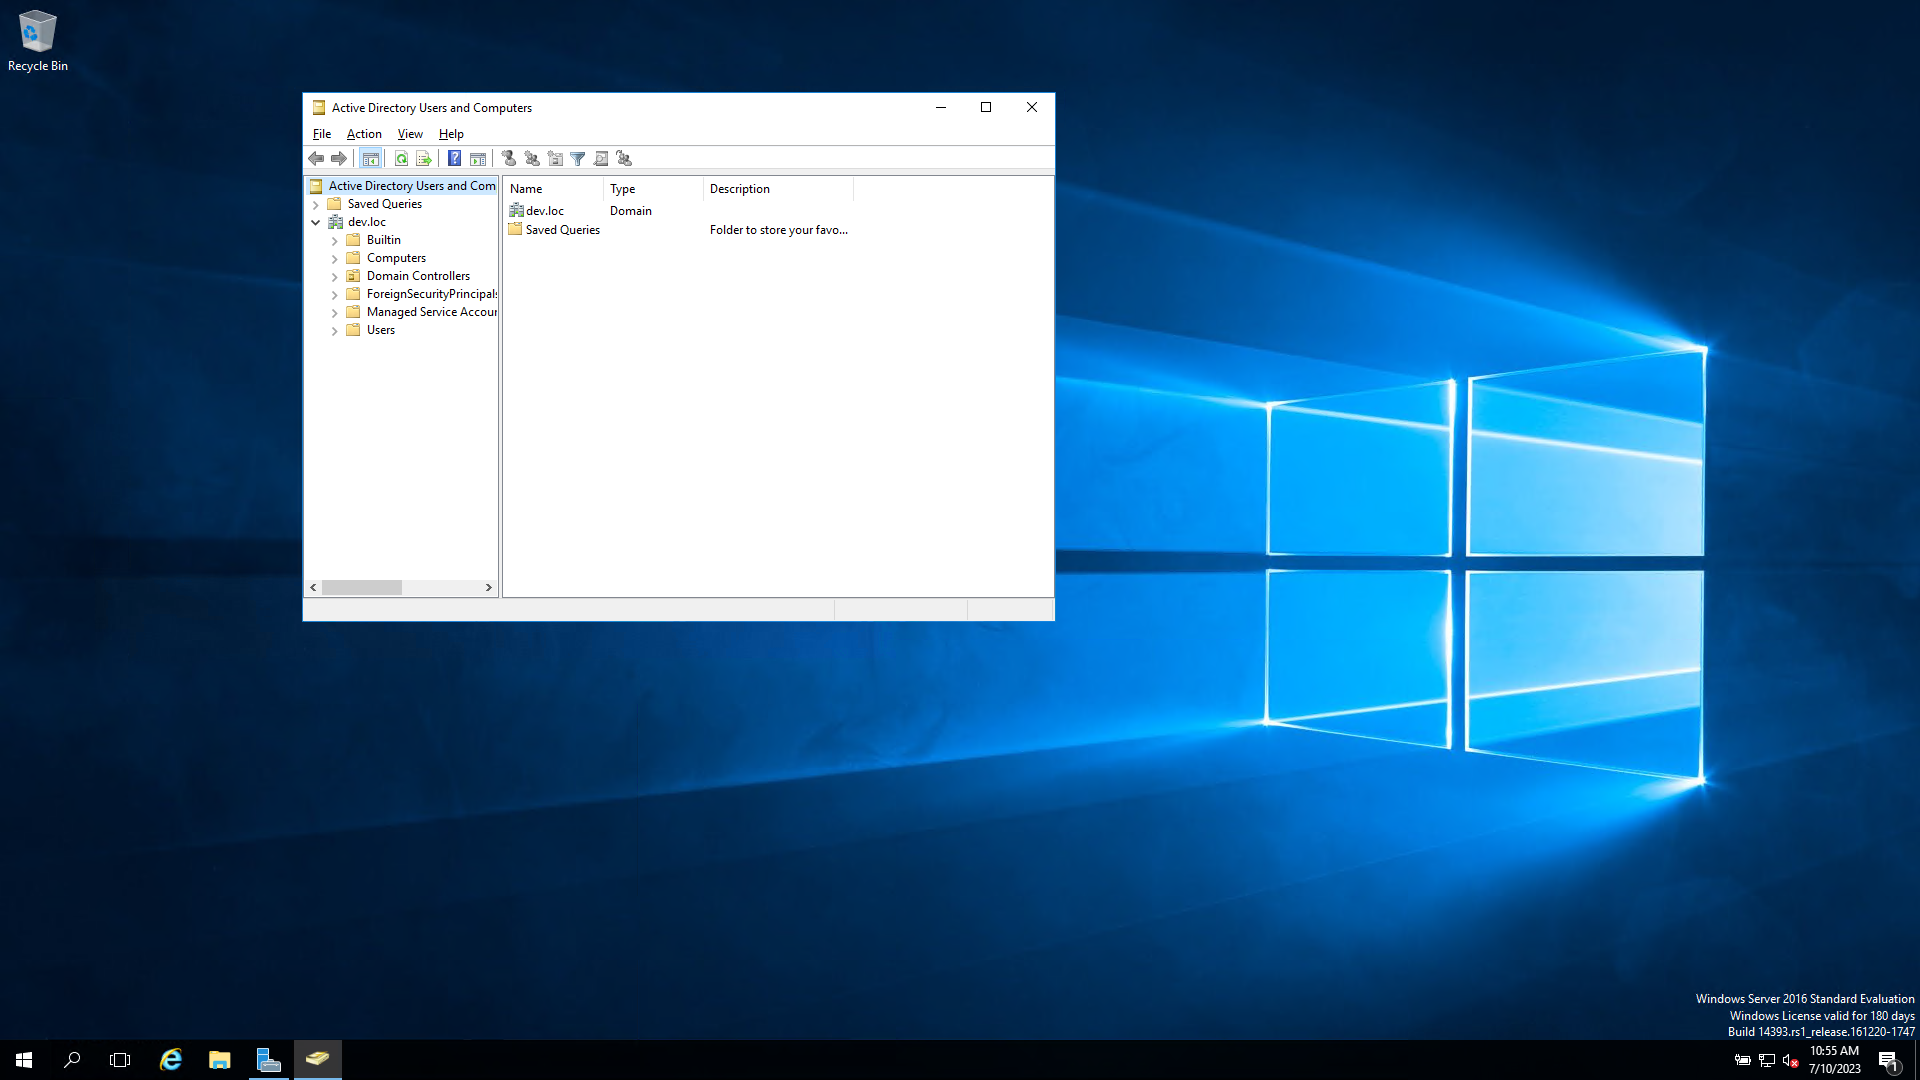 Recycle Bin
Active Directory Users and Computers
File Action View Help
Active Directory Users and Com
Saved Queries
dev.loc
Builtin
Computers
Domain Controllers
ForeignSecurityPrincipals
Managed Service Accour
Users
Name Type Description
dev.loc Domain
Saved Queries Folder to store your favo...
Windows Server 2016 Standard Evaluation
Windows License valid for 180 days
Build 14393.rs1_release.161220-1747
10:55 AM
7/10/2023
1